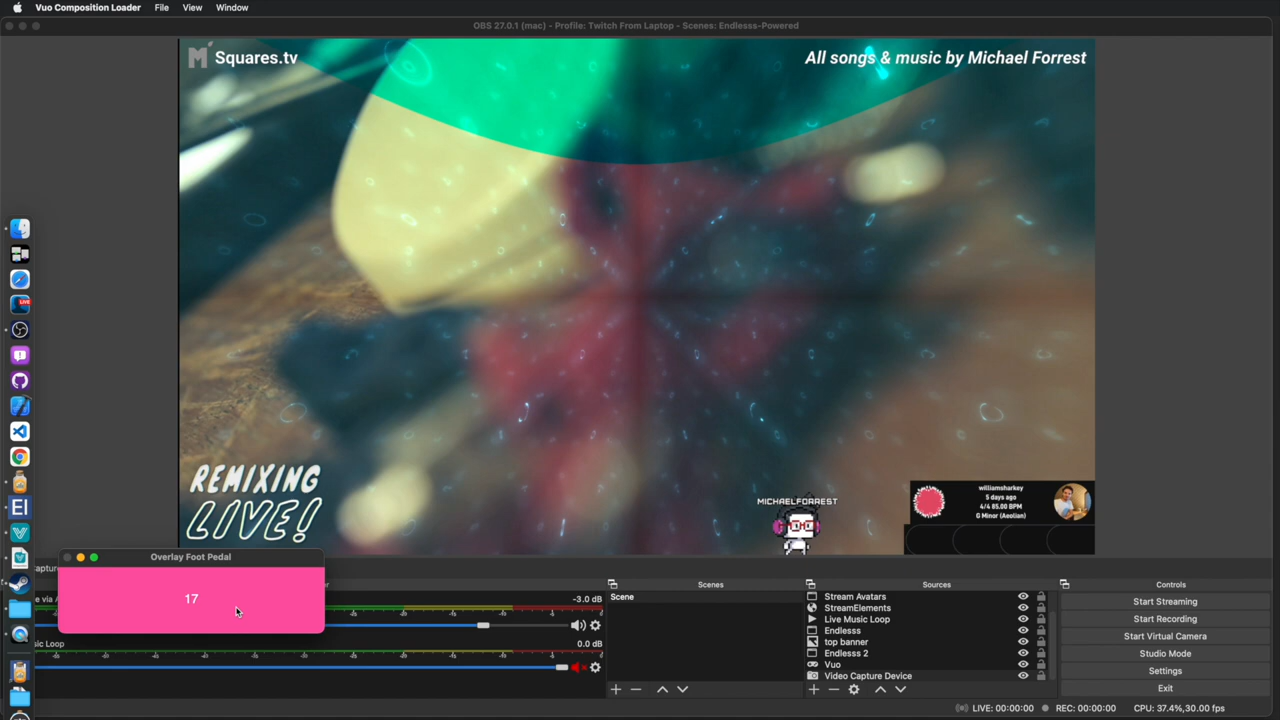 Vuo Composition Loader File View Window
OBS 27.0.1 (mac) - Profile: Twitch From Laptop - Scenes: Endlesss-Powered
Squares.tv
All songs & music by Michael Forrest
LIVE
EI
REMIXING
LIVE!
MICHAELFORREST
williamsharkey
5 days ago
4/4 85.00 BPM
G Minor (Aeolian)
Overlay Foot Pedal
17
-3.0 dB
0.0 dB
Scenes
Scene
Sources
Stream Avatars
StreamElements
Live Music Loop
Endlesss
top banner
Endlesss 2
Vuo
Video Capture Device
Controls
Start Streaming
Start Recording
Start Virtual Camera
Studio Mode
Settings
Exit
LIVE: 00:00:00 REC: 00:00:00 CPU: 37.4%,30.00 fps